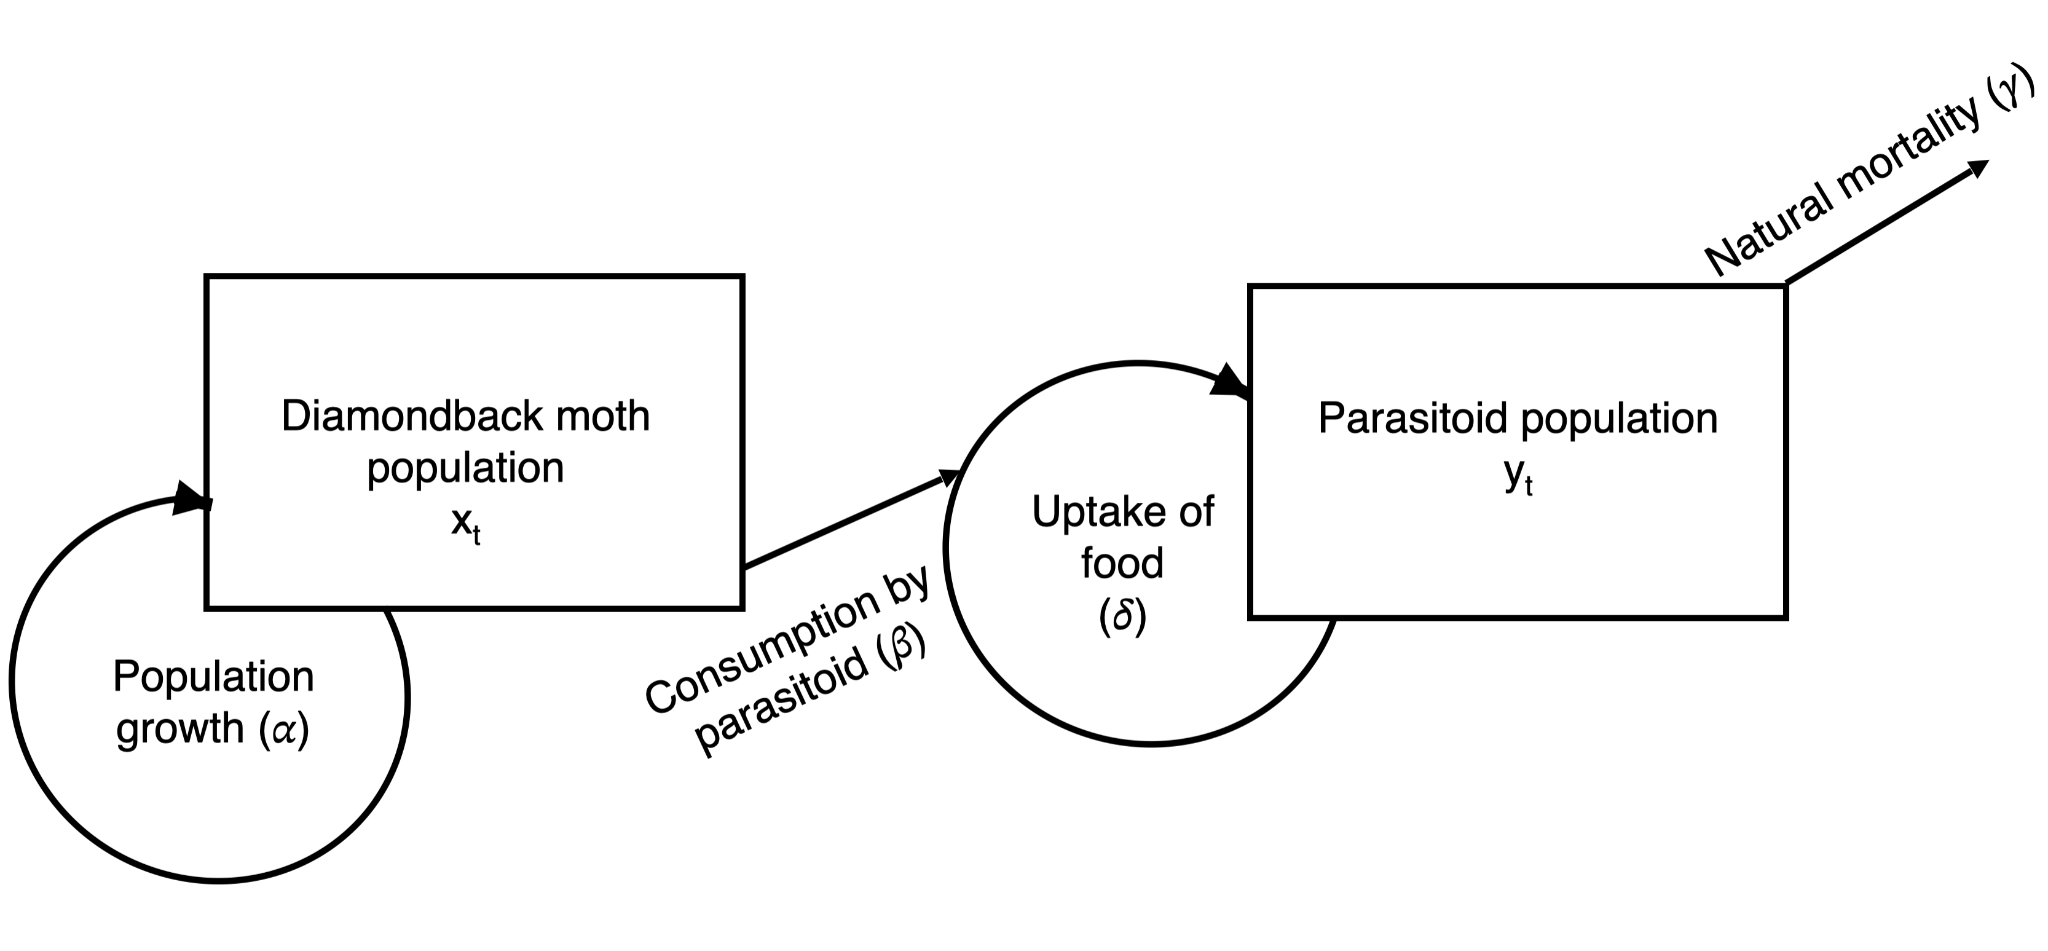 Diamondback moth
population
xₜ
Population
growth (α)
Consumption by
parasitoid (β)
Uptake of
food
(δ)
Parasitoid population
yₜ
Natural mortality (γ)